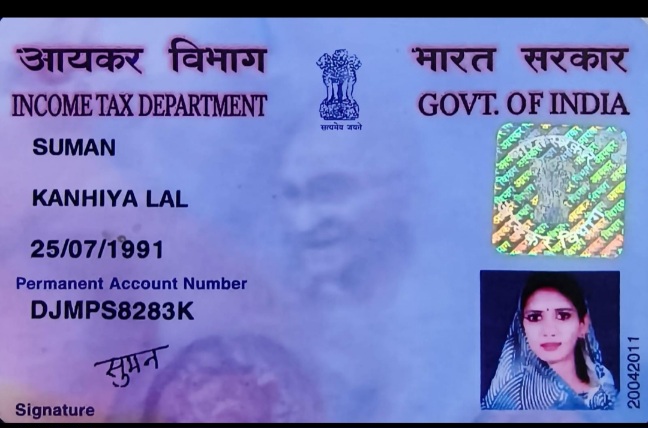 आयकर विभाग
भारत सरकार
INCOME TAX DEPARTMENT
GOVT. OF INDIA
सत्यमेव जयते
SUMAN
KANHIYA LAL
25/07/1991
Permanent Account Number
DJMPS8283K
सुमन
Signature
20042011